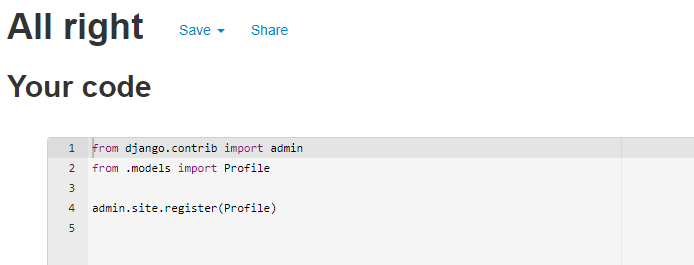 All right Save Share
Your code
1 from django.contrib import admin
2 from .models import Profile
3
4 admin.site.register(Profile)
5